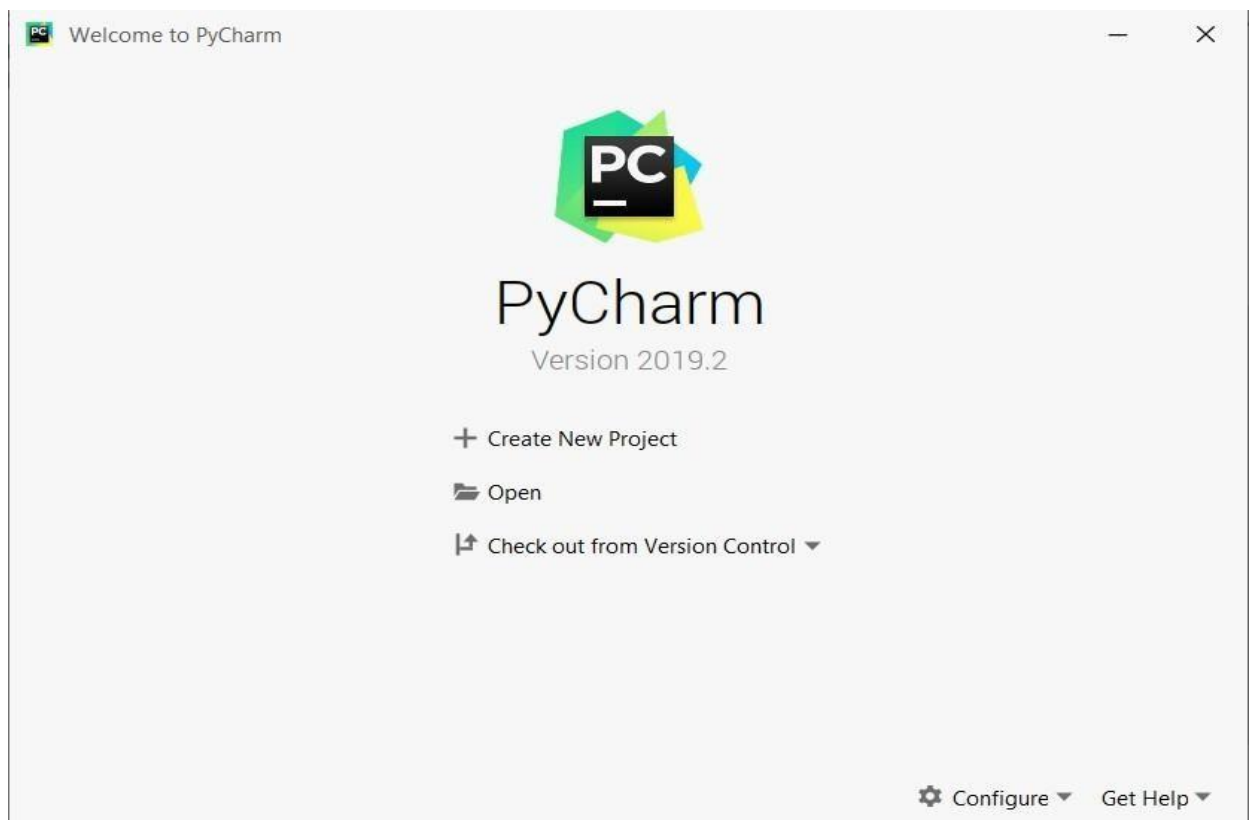 PC
Welcome to PyCharm
PC
PyCharm
Version 2019.2
Create New Project
Open
Check out from Version Control
Configure
Get Help